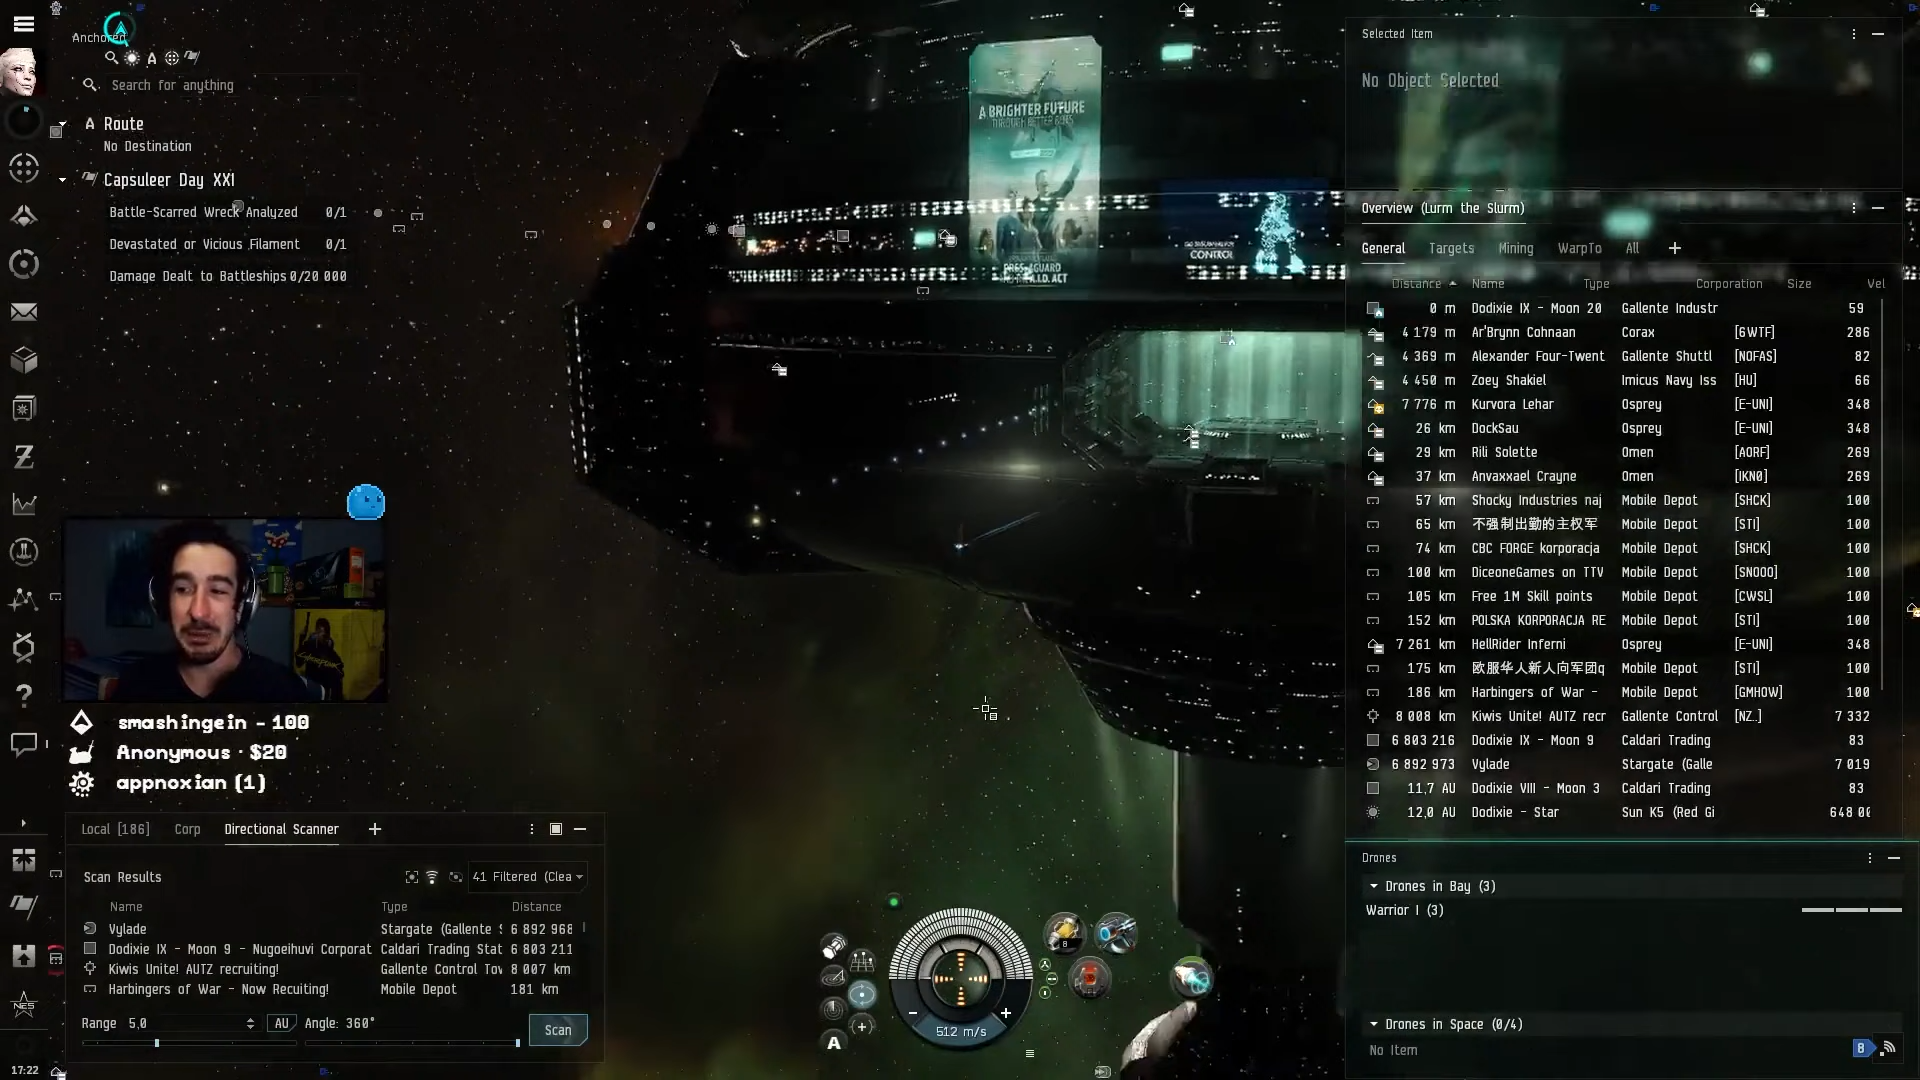 Anchored
Search for anything
Route
No Destination
Capsuleer Day XXI
Battle-Scarred Wreck Analyzed 0/1
Devastated or Vicious Filament 0/1
Damage Dealt to Battleships 0/20 000
A BRIGHTER FUTURE
CONTROL
smashingein - 100
Anonymous · $20
appnoxian (1)
Local [186] Corp Directional Scanner +
Scan Results 41 Filtered (Clea
Name Type Distance
Vylade Stargate (Gallente S 6 892 968
Dodixie IX - Moon 9 - Nugoeihuvi Corporat Caldari Trading Stat 6 803 211
Kiwis Unite! AUTZ recruiting! Gallente Control Tow 8 007 km
Harbingers of War - Now Recuiting! Mobile Depot 181 km
Range 5,0 AU Angle: 360° Scan
17:22
NES
512 m/s
A
8
Selected Item
No Object Selected
Overview (Lurm the Slurm)
General Targets Mining WarpTo All +
Distance Name Type Corporation Size Vel
0 m Dodixie IX - Moon 20 Gallente Industr 59
4 179 m Ar'Brynn Cohnaan Corax [6WTF] 286
4 369 m Alexander Four-Twent Gallente Shuttl [NOFAS] 82
4 450 m Zoey Shakiel Imicus Navy Iss [HU] 66
7 776 m Kurvora Lehar Osprey [E-UNI] 348
26 km DockSau Osprey [E-UNI] 348
29 km Rili Solette Omen [AORF] 269
37 km Anvaxxael Crayne Omen [IKN0] 269
57 km Shocky Industries naj Mobile Depot [SHCK] 100
65 km 不强制出勤的主权军 Mobile Depot [STI] 100
74 km CBC FORGE korporacja Mobile Depot [SHCK] 100
100 km DiceoneGames on TTV Mobile Depot [SNOOO] 100
105 km Free 1M Skill points Mobile Depot [CWSL] 100
152 km POLSKA KORPORACJA RE Mobile Depot [STI] 100
7 261 km HellRider Inferni Osprey [E-UNI] 348
175 km 欧服华人新人向军团q Mobile Depot [STI] 100
186 km Harbingers of War - Mobile Depot [GMHOW] 100
8 008 km Kiwis Unite! AUTZ recr Gallente Control [NZ..] 7 332
6 803 216 Dodixie IX - Moon 9 Caldari Trading 83
6 892 973 Vylade Stargate (Galle 7 019
11,7 AU Dodixie VIII - Moon 3 Caldari Trading 83
12,0 AU Dodixie - Star Sun K5 (Red Gi 648 00
Drones
Drones in Bay (3)
Warrior I (3)
Drones in Space (0/4)
No Item
B